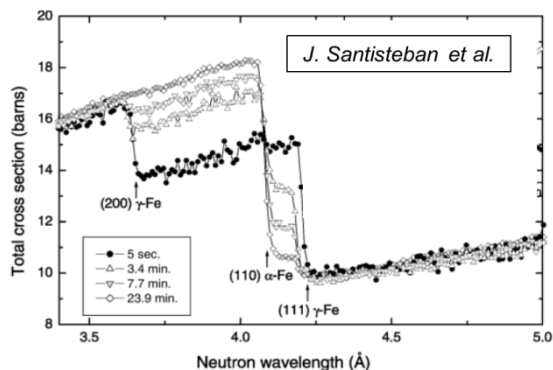 J. Santisteban et al.
Total cross section (barns)
18
16
14
12
10
8
(200) γ-Fe
(110) α-Fe
(111) γ-Fe
5 sec.
3.4 min.
7.7 min.
23.9 min.
3.5
4.0
4.5
5.0
Neutron wavelength (Å)